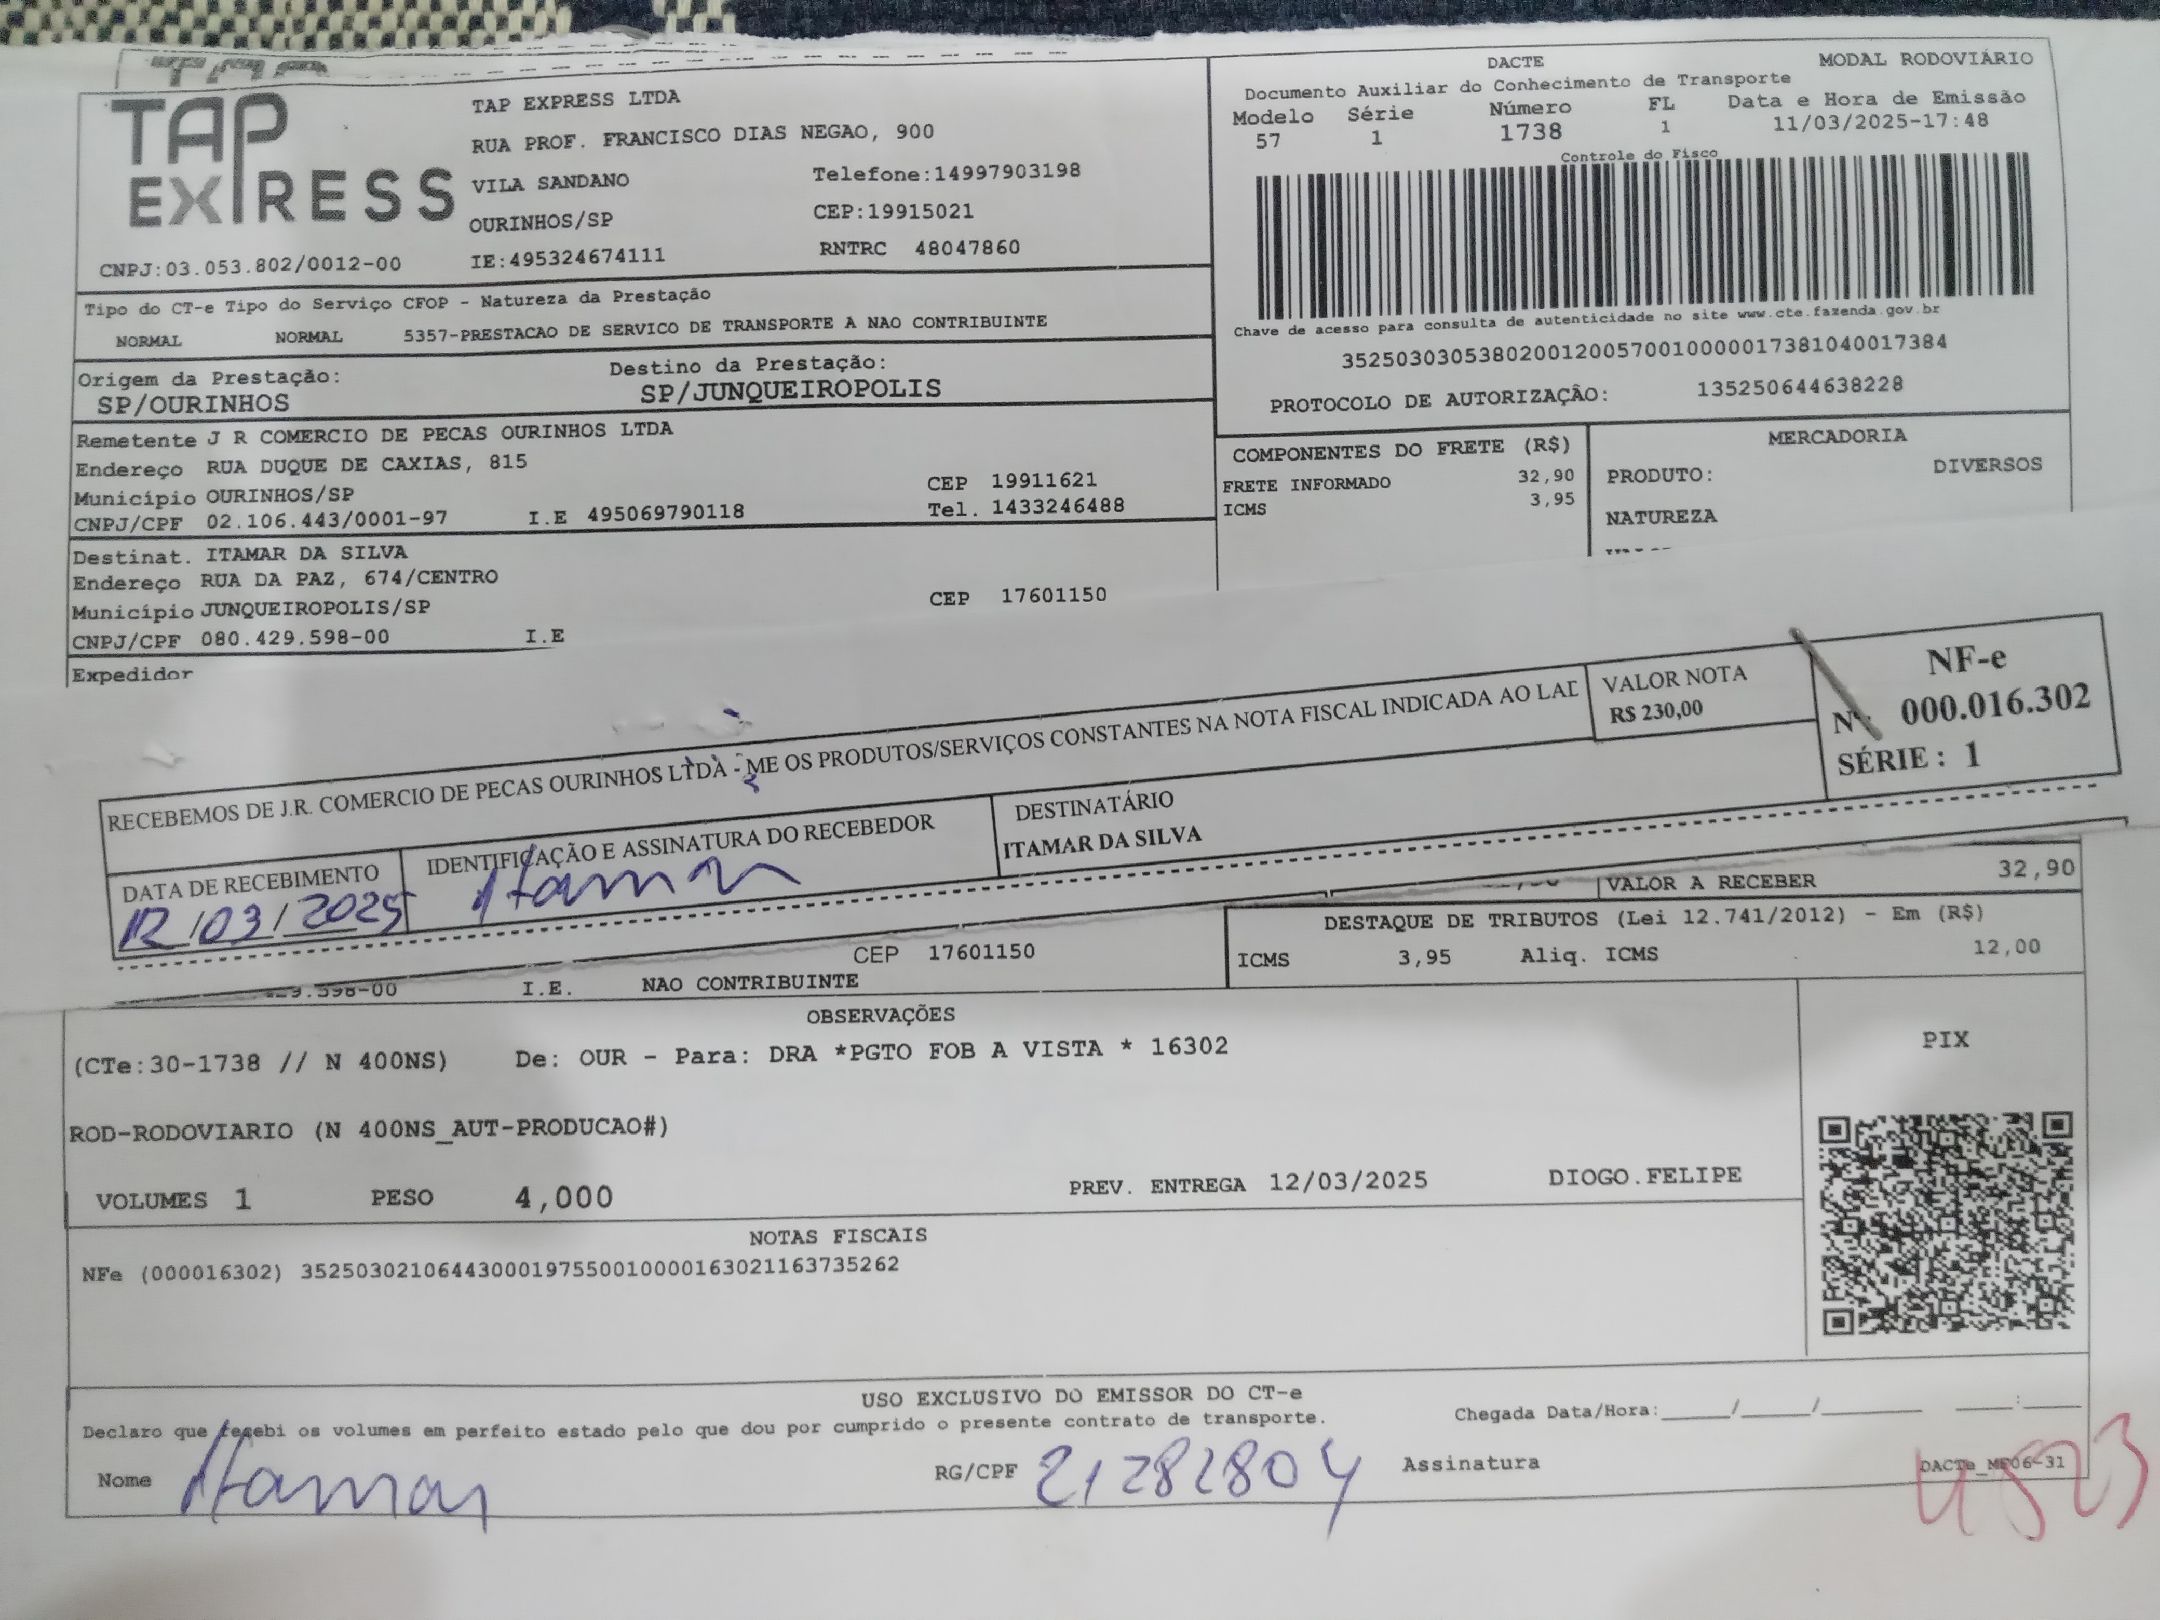 TAP EXPRESS
TAP EXPRESS LTDA
RUA PROF. FRANCISCO DIAS NEGAO, 900
VILA SANDANO Telefone:14997903198
OURINHOS/SP CEP:19915021
CNPJ:03.053.802/0012-00 IE:495324674111 RNTRC 48047860
Tipo do CT-e Tipo do Serviço CFOP - Natureza da Prestação
NORMAL NORMAL 5357-PRESTACAO DE SERVICO DE TRANSPORTE A NAO CONTRIBUINTE
Origem da Prestação: Destino da Prestação:
SP/OURINHOS SP/JUNQUEIROPOLIS
Remetente J R COMERCIO DE PECAS OURINHOS LTDA
Endereço RUA DUQUE DE CAXIAS, 815
Município OURINHOS/SP CEP 19911621
CNPJ/CPF 02.106.443/0001-97 I.E 495069790118 Tel. 1433246488
Destinat. ITAMAR DA SILVA
Endereço RUA DA PAZ, 674/CENTRO
Município JUNQUEIROPOLIS/SP CEP 17601150
CNPJ/CPF 080.429.598-00 I.E
Expedidor
DACTE MODAL RODOVIÁRIO
Documento Auxiliar do Conhecimento de Transporte
Modelo Série Número FL Data e Hora de Emissão
57 1 1738 1 11/03/2025-17:48
Controle do Fisco
Chave de acesso para consulta de autenticidade no site www.cte.fazenda.gov.br
35250303053802001200570010000017381040017384
PROTOCOLO DE AUTORIZAÇÃO: 135250644638228
COMPONENTES DO FRETE (R$)
FRETE INFORMADO 32,90
ICMS 3,95
MERCADORIA
PRODUTO: DIVERSOS
NATUREZA
RECEBEMOS DE J.R. COMERCIO DE PECAS OURINHOS LTDA - ME OS PRODUTOS/SERVIÇOS CONSTANTES NA NOTA FISCAL INDICADA AO LAD
VALOR NOTA
R$ 230,00
NF-e
Nº: 000.016.302
SÉRIE : 1
DATA DE RECEBIMENTO
12/03/2025
IDENTIFICAÇÃO E ASSINATURA DO RECEBEDOR
Itamar
DESTINATÁRIO
ITAMAR DA SILVA
VALOR A RECEBER 32,90
DESTAQUE DE TRIBUTOS (Lei 12.741/2012) - Em (R$)
ICMS 3,95 Aliq. ICMS 12,00
CEP 17601150
29.598-00 I.E. NAO CONTRIBUINTE
OBSERVAÇÕES
(CTe:30-1738 // N 400NS) De: OUR - Para: DRA *PGTO FOB A VISTA * 16302
ROD-RODOVIARIO (N 400NS_AUT-PRODUCAO#)
VOLUMES 1 PESO 4,000 PREV. ENTREGA 12/03/2025 DIOGO.FELIPE
PIX
NOTAS FISCAIS
NFe (000016302) 35250302106443000197550010000163021163735262
USO EXCLUSIVO DO EMISSOR DO CT-e
Declaro que recebi os volumes em perfeito estado pelo que dou por cumprido o presente contrato de transporte. Chegada Data/Hora:_____/_____/________ ____:____
Nome Itamar RG/CPF 21282804 Assinatura
DACTe_MF06-31
4523